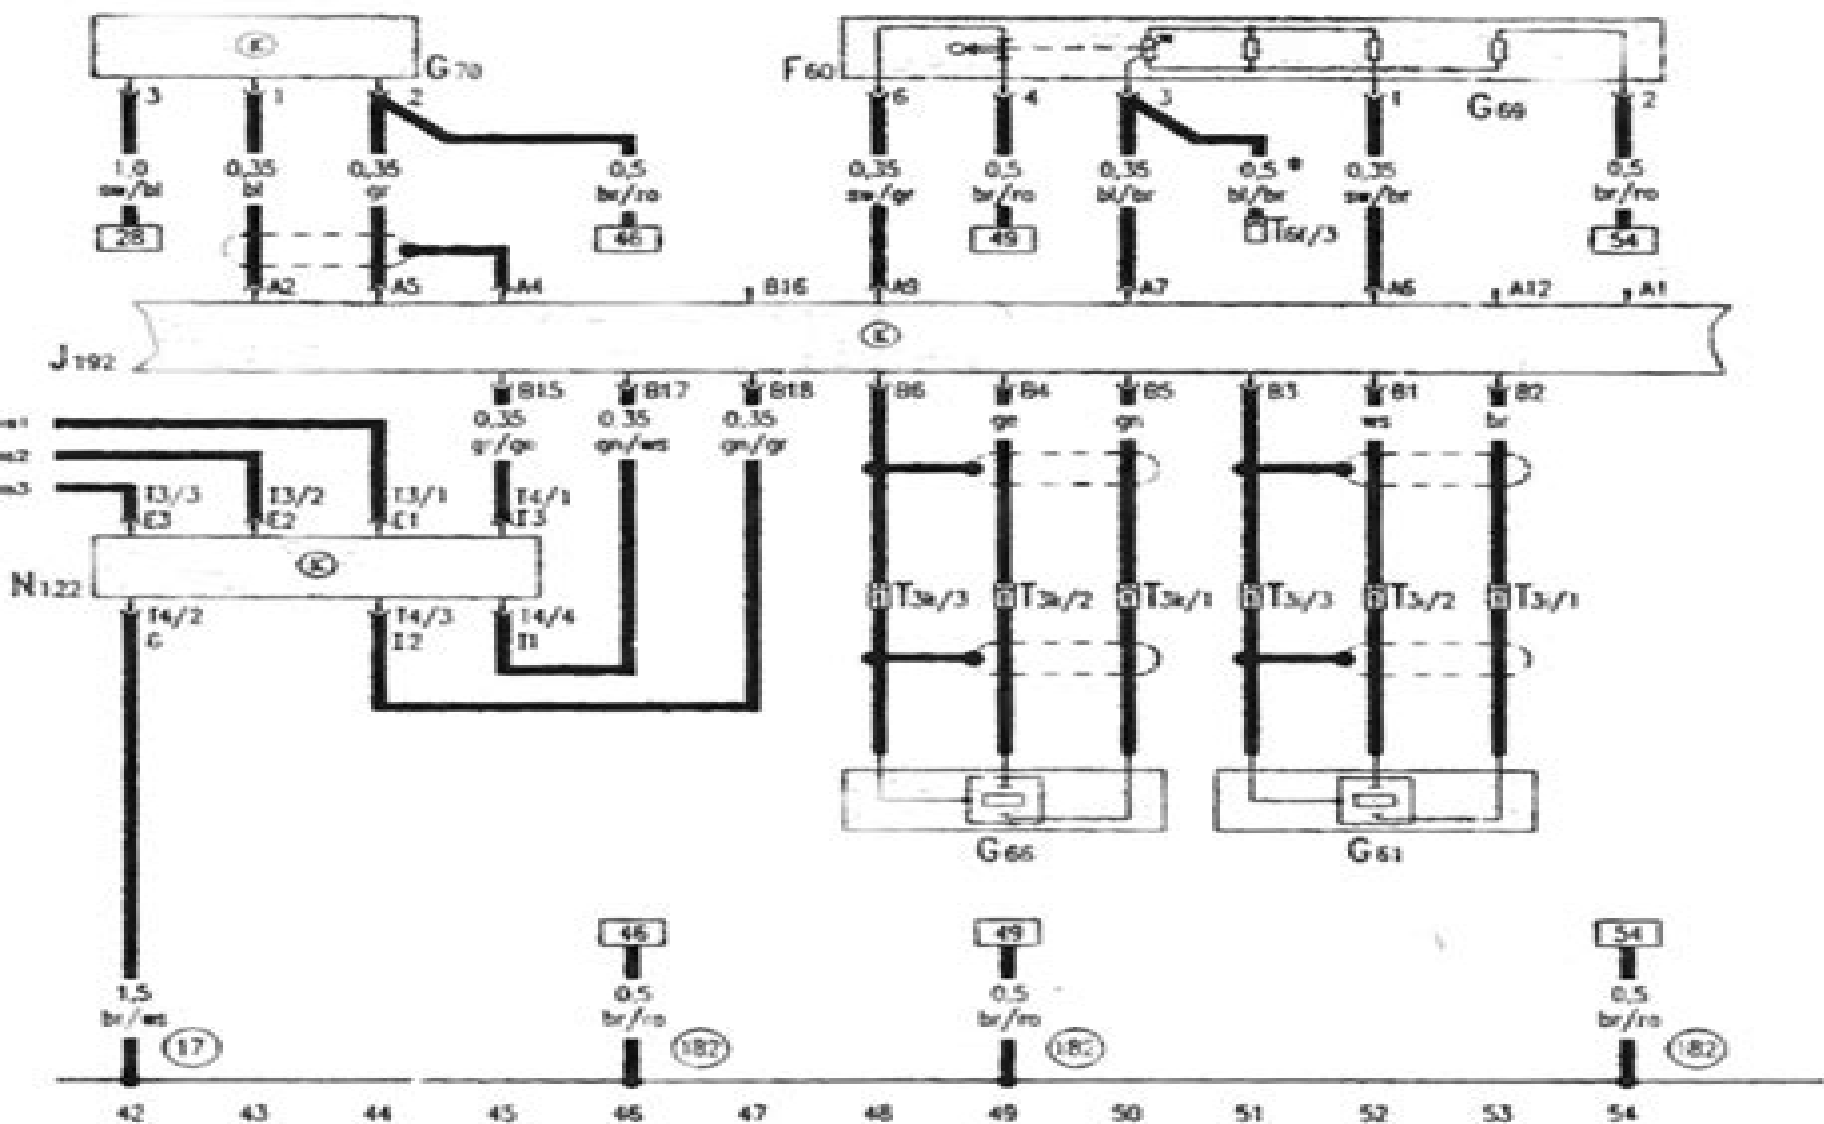 K
G70 F60
3 1 2 6 4 3 1 G69 2
1,0 0,35 0,35 0,5 0,35 0,5 0,35 0,5 * 0,35 0,5
sw/bl bl gr br/ro sw/gr br/ro bl/br bl/br sw/br br/ro
28 46 49 T6f/3 54
A2 A5 A4 B16 A9 A7 A6 A12 A1
K
J192
B15 B17 B18 B6 B4 B5 B3 B1 B2
0,35 0,35 0,35 ge gn ws br
gn/ws gn/gr
T3/3 T3/2 T3/1 T4/1
E3 E2 E1
K
N122 T3k/3 T3k/2 T3k/1 T3i/3 T3i/2 T3i/1
T4/2 T4/3 T4/4
G I2 I1
G66 G61
46 49 54
1,5 0,5 0,5 0,5
br/ws br/ro br/ro br/ro
17 182 182 182
42 43 44 45 46 47 48 49 50 51 52 53 54